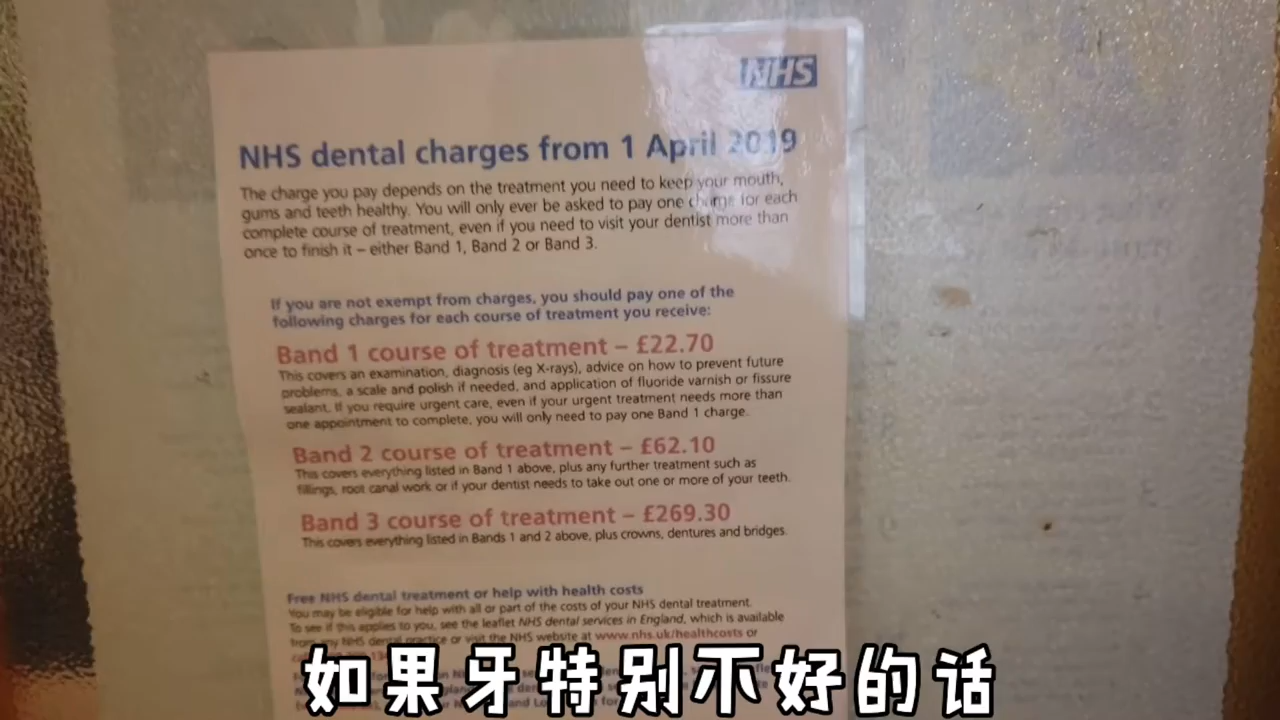 NHS
NHS dental charges from 1 April 2019
The charge you pay depends on the treatment you need to keep your mouth,
gums and teeth healthy. You will only ever be asked to pay one charge for each
complete course of treatment, even if you need to visit your dentist more than
once to finish it – either Band 1, Band 2 or Band 3.
If you are not exempt from charges, you should pay one of the
following charges for each course of treatment you receive:
Band 1 course of treatment – £22.70
This covers an examination, diagnosis (eg X-rays), advice on how to prevent future
problems, a scale and polish if needed, and application of fluoride varnish or fissure
sealant. If you require urgent care, even if your urgent treatment needs more than
one appointment to complete, you will only need to pay one Band 1 charge.
Band 2 course of treatment – £62.10
This covers everything listed in Band 1 above, plus any further treatment such as
fillings, root canal work or if your dentist needs to take out one or more of your teeth.
Band 3 course of treatment – £269.30
This covers everything listed in Bands 1 and 2 above, plus crowns, dentures and bridges.
Free NHS dental treatment or help with health costs
You may be eligible for help with all or part of the costs of your NHS dental treatment.
To see if this applies to you, see the leaflet NHS dental services in England, which is available
from any NHS dental practice or visit the NHS website at www.nhs.uk/healthcosts or
如果牙特别不好的话